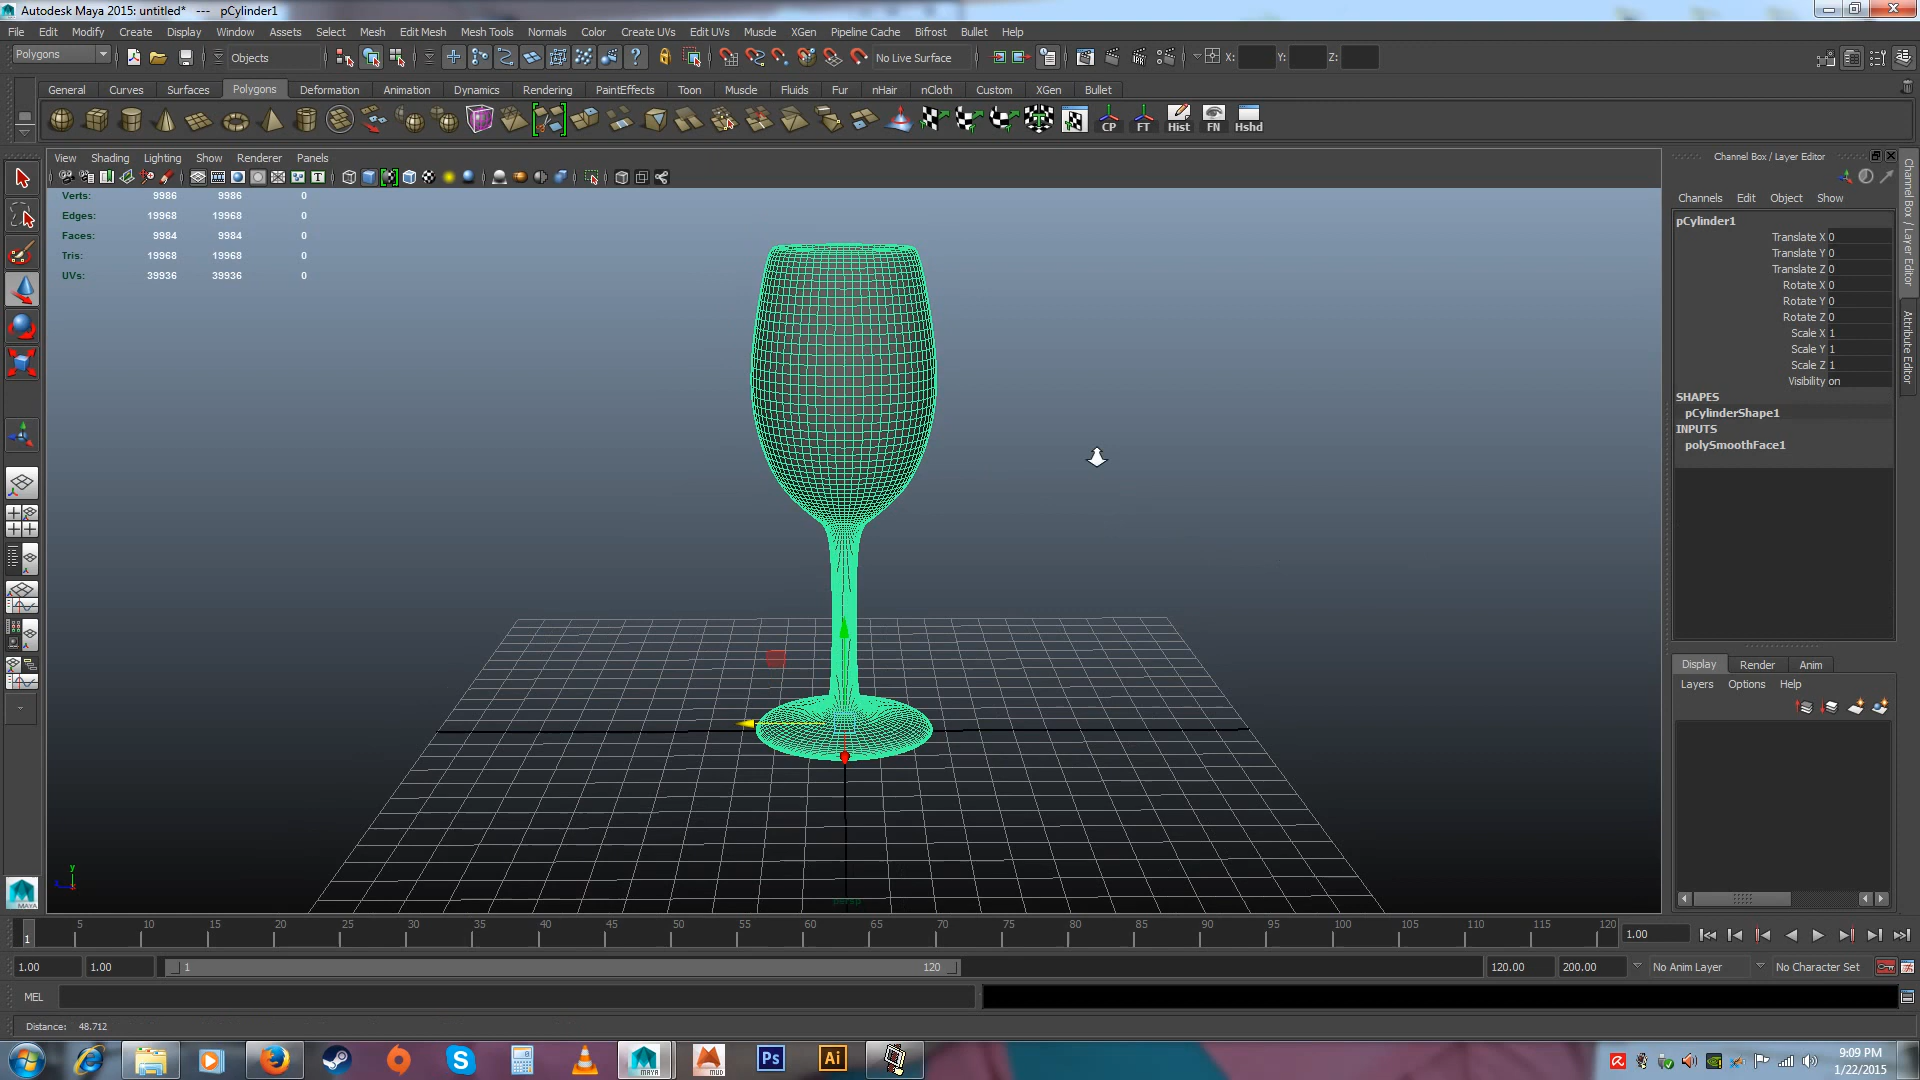 Autodesk Maya 2015: untitled* --- pCylinder1
File Edit Modify Create Display Window Assets Select Mesh Edit Mesh Mesh Tools Normals Color Create UVs Edit UVs Muscle XGen Pipeline Cache Bifrost Bullet Help
Polygons Objects No Live Surface X: Y: Z:
General Curves Surfaces Polygons Deformation Animation Dynamics Rendering PaintEffects Toon Muscle Fluids Fur nHair nCloth Custom XGen Bullet
CP FT Hist FN Hshd
View Shading Lighting Show Renderer Panels
Channel Box / Layer Editor
Verts: 9986 9986 0
Edges: 19968 19968 0
Faces: 9984 9984 0
Tris: 19968 19968 0
UVs: 39936 39936 0
Channels Edit Object Show
pCylinder1
Translate X 0
Translate Y 0
Translate Z 0
Rotate X 0
Rotate Y 0
Rotate Z 0
Scale X 1
Scale Y 1
Scale Z 1
Visibility on
SHAPES
pCylinderShape1
INPUTS
polySmoothFace1
Channel Box / Layer Editor
Attribute Editor
Display Render Anim
Layers Options Help
y
persp
MAYA
1 5 10 15 20 25 30 35 40 45 50 55 60 65 70 75 80 85 90 95 100 105 110 115 120 1.00
1.00 1.00 1 120 120.00 200.00 No Anim Layer No Character Set
MEL
Distance: 48.712
MAYA MUD Ps Ai
9:09 PM
1/22/2015